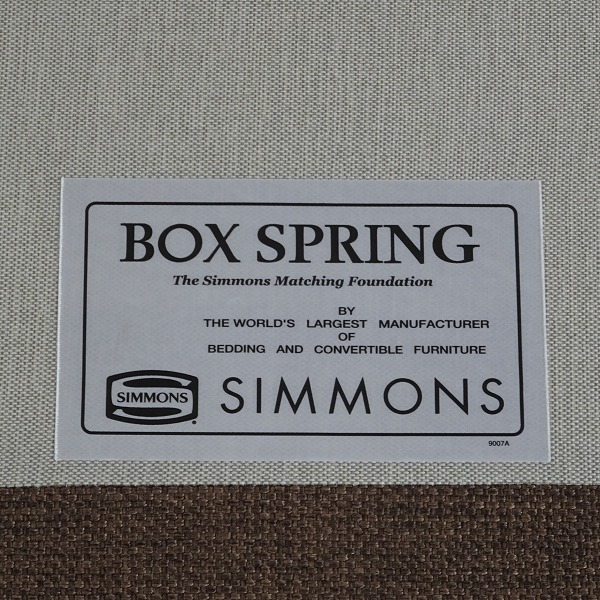 BOX SPRING
The Simmons Matching Foundation
BY
THE WORLD'S LARGEST MANUFACTURER
OF
BEDDING AND CONVERTIBLE FURNITURE
SIMMONS
SIMMONS
9007A